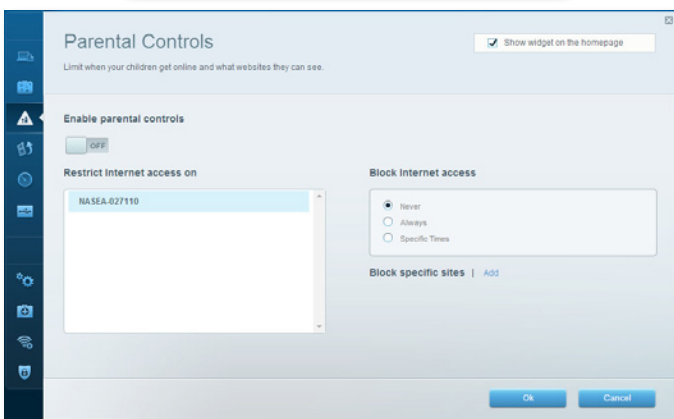 Parental Controls
Show widget on the homepage
Limit when your children get online and what websites they can see.
Enable parental controls
OFF
Restrict Internet access on
Block Internet access
NASEA-027110
Never
Always
Specific Times
Block specific sites | Add
Ok
Cancel